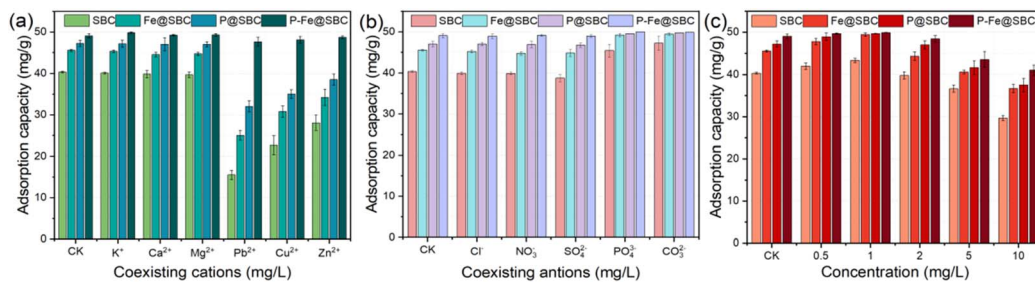 (a) SBC Fe@SBC P@SBC P-Fe@SBC
Adsorption capacity (mg/g)
50
40
30
20
10
0
CK K⁺ Ca²⁺ Mg²⁺ Pb²⁺ Cu²⁺ Zn²⁺
Coexisting cations (mg/L)
(b) SBC Fe@SBC P@SBC P-Fe@SBC
Adsorption capacity (mg/g)
50
40
30
20
10
0
CK Cl⁻ NO₃⁻ SO₄²⁻ PO₄³⁻ CO₃²⁻
Coexisting antions (mg/L)
(c) SBC Fe@SBC P@SBC P-Fe@SBC
Adsorption capacity (mg/g)
50
40
30
20
10
0
CK 0.5 1 2 5 10
Concentration (mg/L)